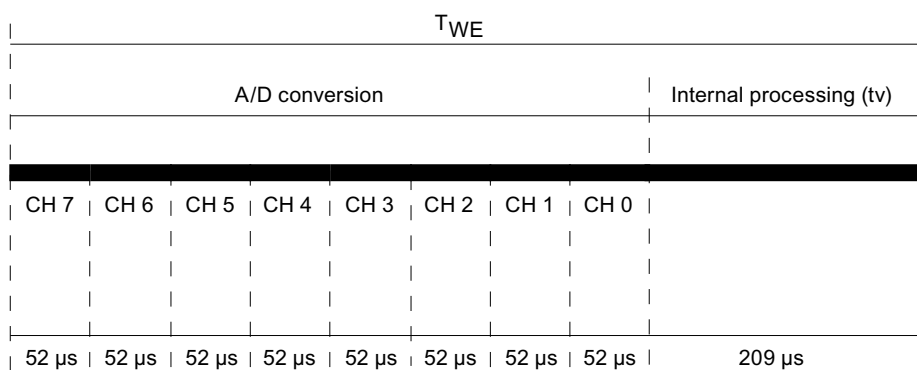 TWE
A/D conversion Internal processing (tv)
CH 7 CH 6 CH 5 CH 4 CH 3 CH 2 CH 1 CH 0
52 µs 52 µs 52 µs 52 µs 52 µs 52 µs 52 µs 52 µs 209 µs